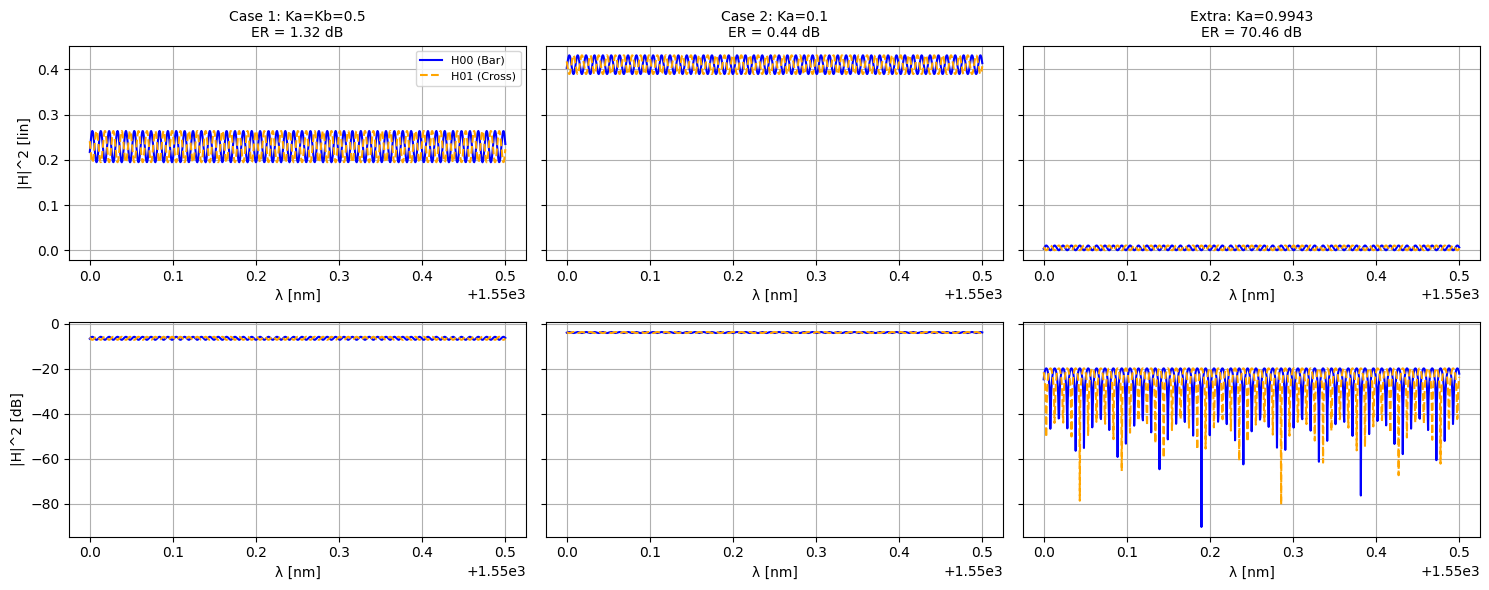 Case 1: Ka=Kb=0.5
ER = 1.32 dB
Case 2: Ka=0.1
ER = 0.44 dB
Extra: Ka=0.9943
ER = 70.46 dB
H00 (Bar)
H01 (Cross)
|H|^2 [lin]
0.4
0.3
0.2
0.1
0.0
0.0 0.1 0.2 0.3 0.4 0.5
λ [nm]
+1.55e3
0.0 0.1 0.2 0.3 0.4 0.5
λ [nm]
+1.55e3
0.0 0.1 0.2 0.3 0.4 0.5
λ [nm]
+1.55e3
|H|^2 [dB]
0
−20
−40
−60
−80
0.0 0.1 0.2 0.3 0.4 0.5
λ [nm]
+1.55e3
0.0 0.1 0.2 0.3 0.4 0.5
λ [nm]
+1.55e3
0.0 0.1 0.2 0.3 0.4 0.5
λ [nm]
+1.55e3